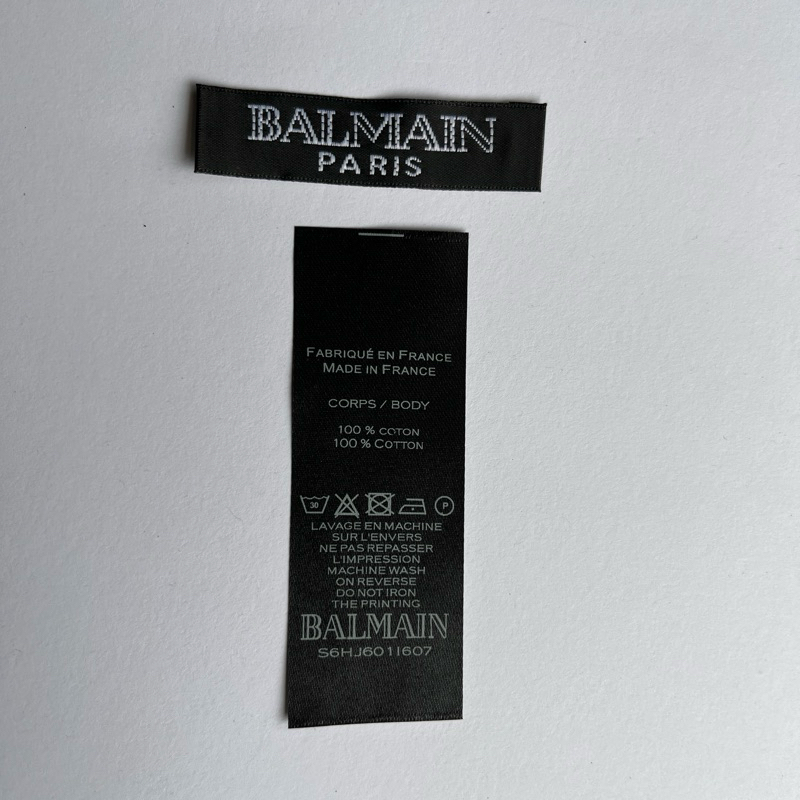 BALMAIN
PARIS
FABRIQUÉ EN FRANCE
MADE IN FRANCE
CORPS / BODY
100 % COTON
100 % COTTON
30
P
LAVAGE EN MACHINE
SUR L'ENVERS
NE PAS REPASSER
L'IMPRESSION
MACHINE WASH
ON REVERSE
DO NOT IRON
THE PRINTING
BALMAIN
S6HJ601I607